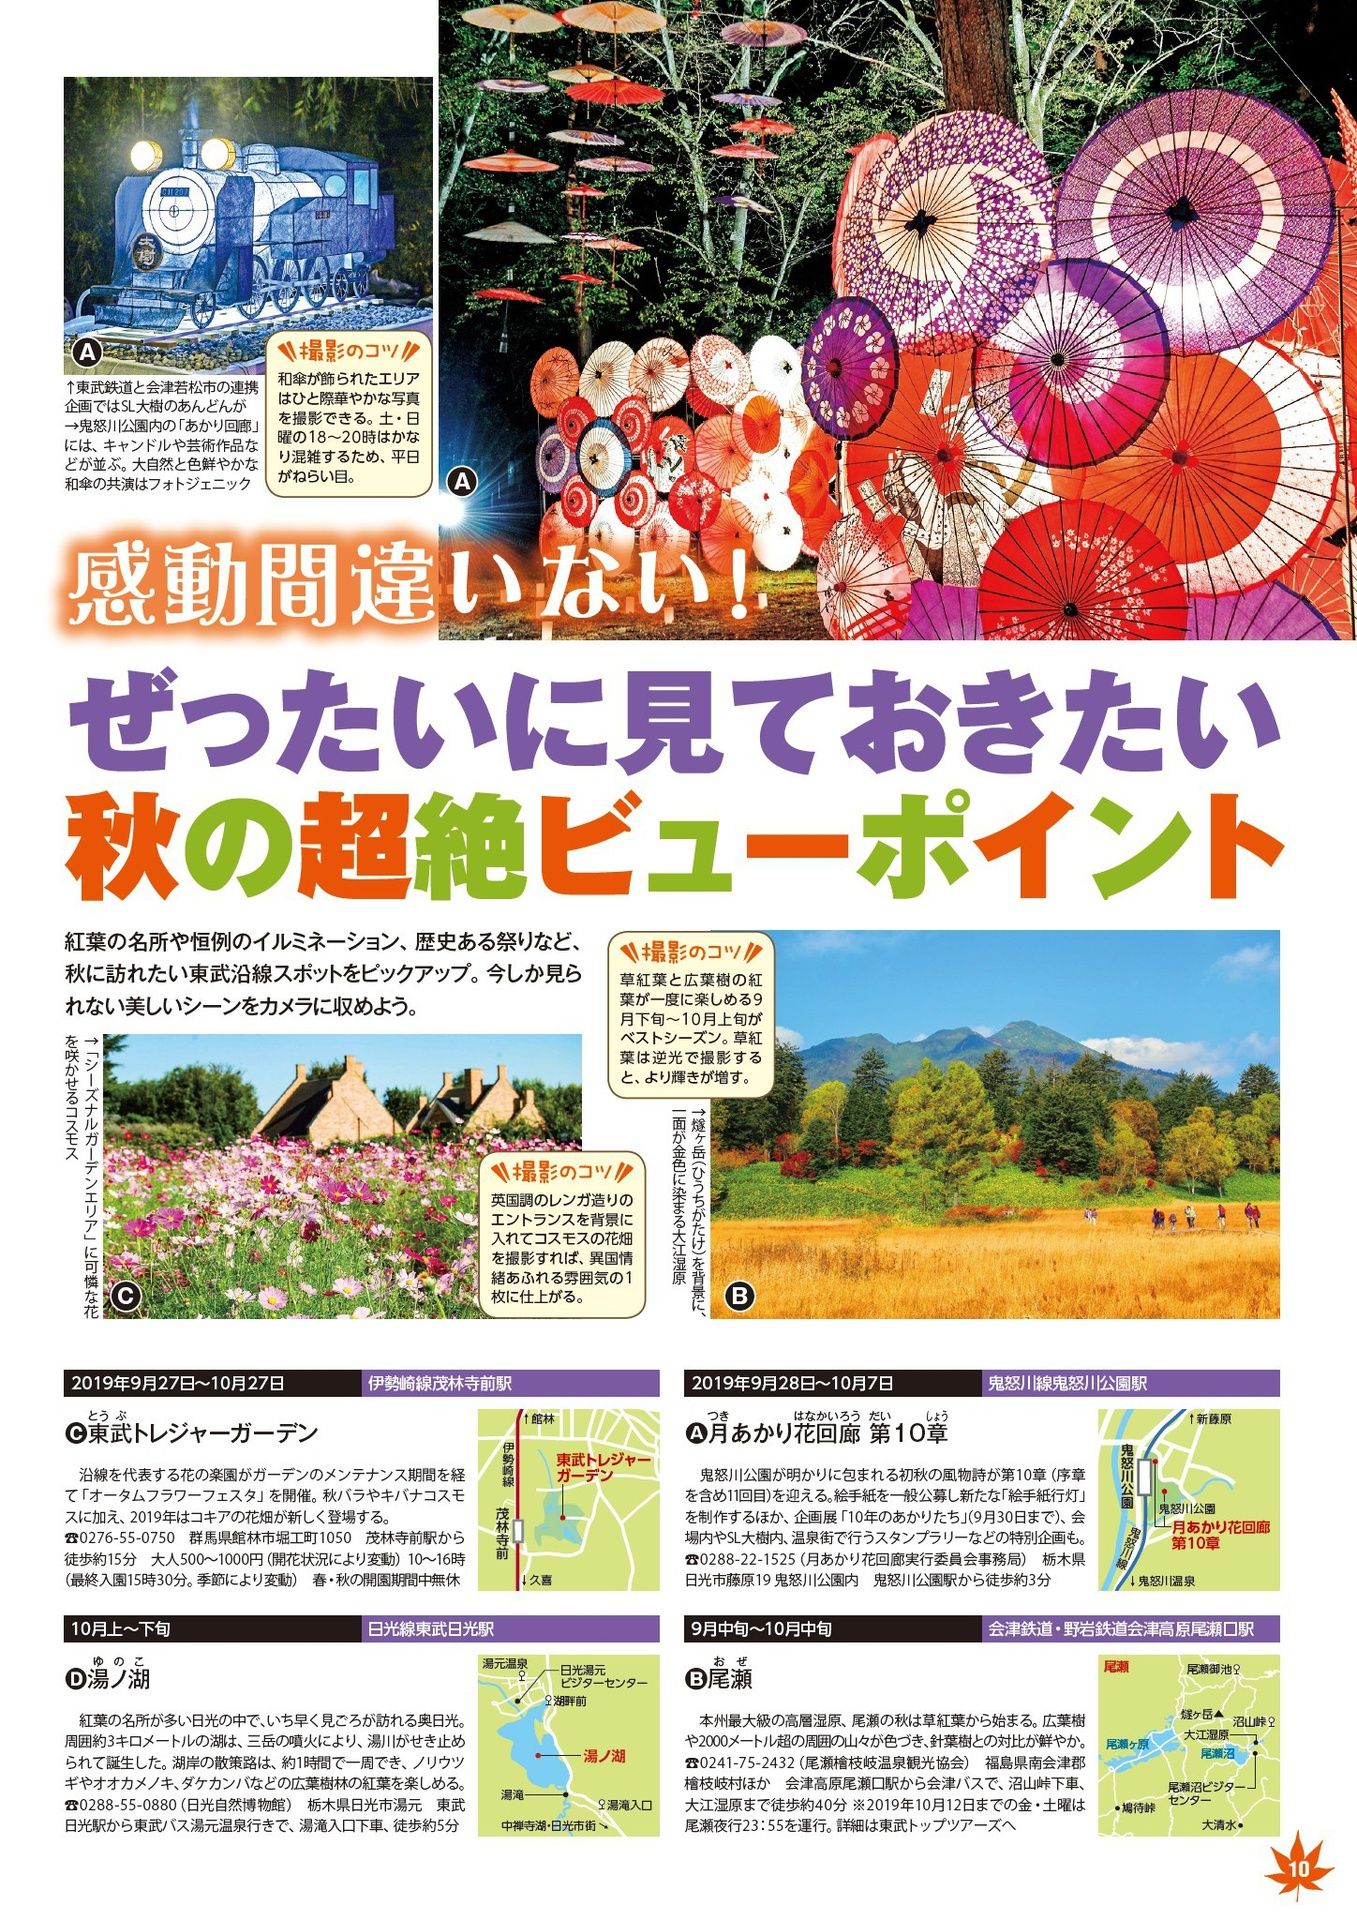 C11 207
大樹
A
↑東武鉄道と会津若松市の連携
企画ではSL大樹のあんどんが
→鬼怒川公園内の「あかり回廊」
には、キャンドルや芸術作品な
どが並ぶ。大自然と色鮮やかな
和傘の共演はフォトジェニック
撮影のコツ
和傘が飾られたエリア
はひと際華やかな写真
を撮影できる。土・日
曜の18～20時はかな
り混雑するため、平日
がねらい目。
A
感動間違いない！
ぜったいに見ておきたい
秋の超絶ビューポイント
紅葉の名所や恒例のイルミネーション、歴史ある祭りなど、
秋に訪れたい東武沿線スポットをピックアップ。今しか見ら
れない美しいシーンをカメラに収めよう。
→「シーズナルガーデンエリア」に可憐な花
を咲かせるコスモス
C
撮影のコツ
英国調のレンガ造りの
エントランスを背景に
入れてコスモスの花畑
を撮影すれば、異国情
緒あふれる雰囲気の1
枚に仕上がる。
撮影のコツ
草紅葉と広葉樹の紅
葉が一度に楽しめる9
月下旬～10月上旬が
ベストシーズン。草紅
葉は逆光で撮影する
と、より輝きが増す。
→燧ヶ岳（ひうちがたけ）を背景に、
一面が金色に染まる大江湿原
B
2019年9月27日～10月27日 伊勢崎線茂林寺前駅
とうぶ
C東武トレジャーガーデン
沿線を代表する花の楽園がガーデンのメンテナンス期間を経
て「オータムフラワーフェスタ」を開催。秋バラやキバナコスモ
スに加え、2019年はコキアの花畑が新しく登場する。
☎0276-55-0750　群馬県館林市堀工町1050　茂林寺前駅から
徒歩約15分　大人500～1000円（開花状況により変動）10～16時
（最終入園15時30分。季節により変動）　春・秋の開園期間中無休
↑館林
伊勢崎線
東武トレジャー
ガーデン
茂林寺前
↓久喜
2019年9月28日～10月7日 鬼怒川線鬼怒川公園駅
つき はなかいろう だい しょう
A月あかり花回廊 第10章
鬼怒川公園が明かりに包まれる初秋の風物詩が第10章（序章
を含め11回目）を迎える。絵手紙を一般公募し新たな「絵手紙行灯」
を制作するほか、企画展「10年のあかりたち」（9月30日まで）、会
場内やSL大樹内、温泉街で行うスタンプラリーなどの特別企画も。
☎0288-22-1525（月あかり花回廊実行委員会事務局）　栃木県
日光市藤原19 鬼怒川公園内　鬼怒川公園駅から徒歩約3分
↑新藤原
鬼怒川公園
鬼怒川公園
月あかり花回廊
第10章
鬼怒川線
↓鬼怒川温泉
10月上～下旬 日光線東武日光駅
ゆのこ
D湯ノ湖
紅葉の名所が多い日光の中で、いち早く見ごろが訪れる奥日光。
周囲約3キロメートルの湖は、三岳の噴火により、湯川がせき止め
られて誕生した。湖岸の散策路は、約1時間で一周でき、ノリウツ
ギやオオカメノキ、ダケカンバなどの広葉樹林の紅葉を楽しめる。
☎0288-55-0880（日光自然博物館）　栃木県日光市湯元　東武
日光駅から東武バス湯元温泉行きで、湯滝入口下車、徒歩約5分
湯元温泉
日光湯元
ビジターセンター
湖畔前
湯ノ湖
湯滝
湯滝入口
中禅寺湖・日光市街↘
9月中旬～10月中旬 会津鉄道・野岩鉄道会津高原尾瀬口駅
おぜ
B尾瀬
本州最大級の高層湿原、尾瀬の秋は草紅葉から始まる。広葉樹
や2000メートル超の周囲の山々が色づき、針葉樹との対比が鮮やか。
☎0241-75-2432（尾瀬檜枝岐温泉観光協会）　福島県南会津郡
檜枝岐村ほか　会津高原尾瀬口駅から会津バスで、沼山峠下車、
大江湿原まで徒歩約40分 ※2019年10月12日までの金・土曜は
尾瀬夜行23：55を運行。詳細は東武トップツアーズへ
尾瀬
尾瀬御池
燧ヶ岳
沼山峠
大江湿原
尾瀬ヶ原
尾瀬沼
尾瀬沼ビジター
センター
鳩待峠
大清水
10